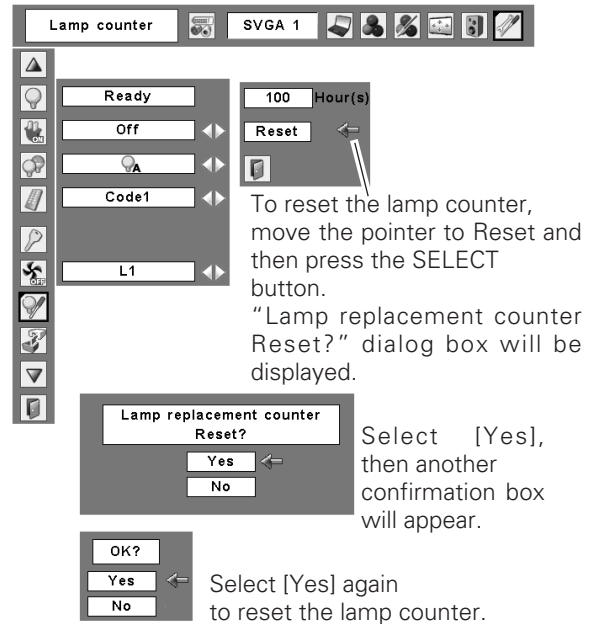 Lamp counter
SVGA 1
Ready
100 Hour(s)
ON
Off
Reset
A
Code1
To reset the lamp counter,
move the pointer to Reset and
then press the SELECT
button.
"Lamp replacement counter
Reset?" dialog box will be
displayed.
OFF
L1
Lamp replacement counter
Reset?
Yes
No
Select [Yes],
then another
confirmation box
will appear.
OK?
Yes
No
Select [Yes] again
to reset the lamp counter.